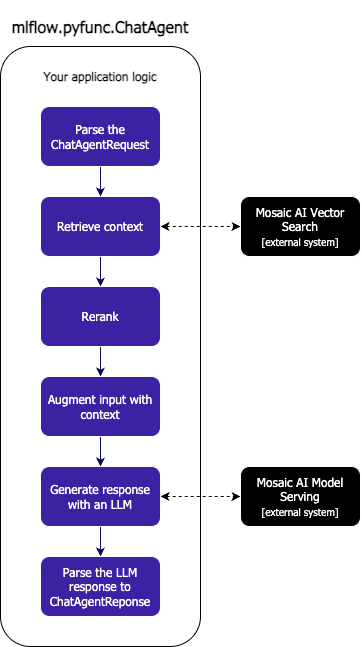 mlflow.pyfunc.ChatAgent
Your application logic
Parse the
ChatAgentRequest
Retrieve context
Mosaic AI Vector
Search
[external system]
Rerank
Augment input with
context
Generate response
with an LLM
Mosaic AI Model
Serving
[external system]
Parse the LLM
response to
ChatAgentReponse